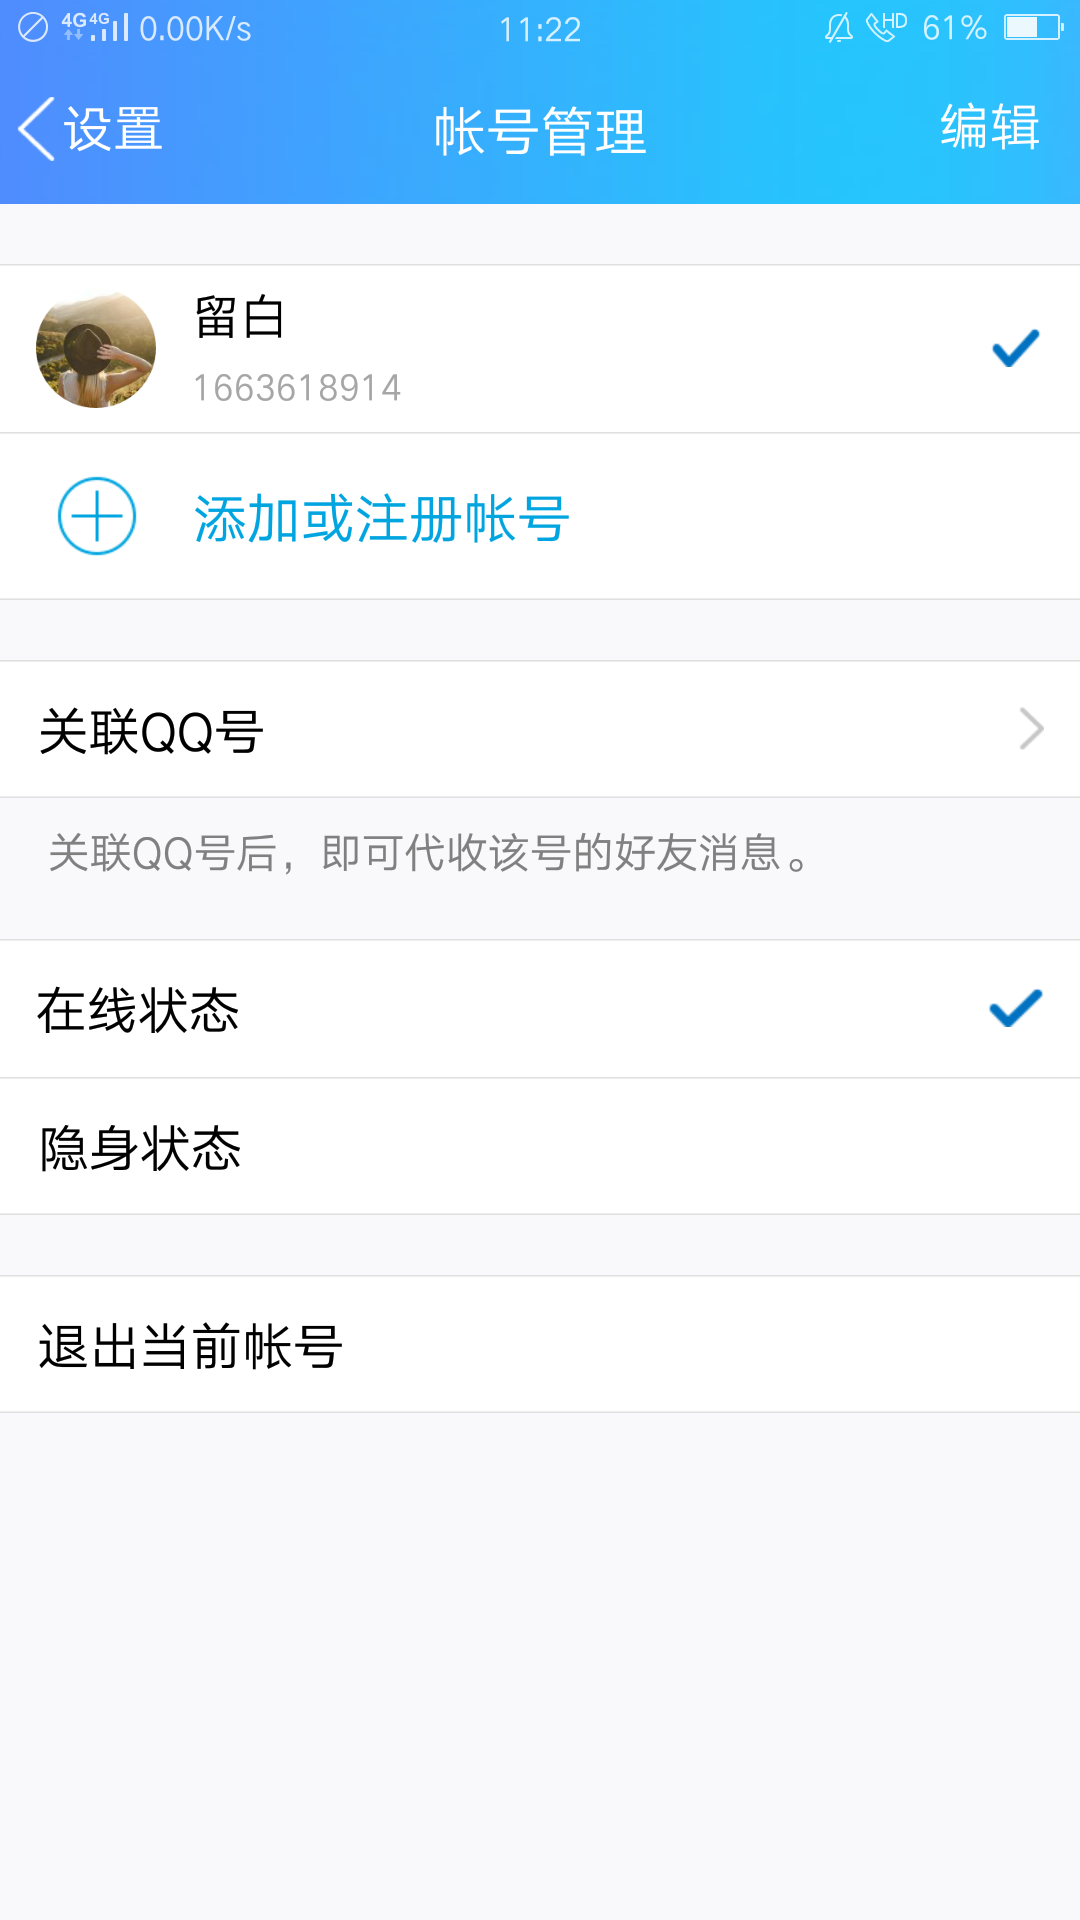 4G 4G 0.00K/s 11:22 HD 61%
设置 帐号管理 编辑
留白
1663618914
添加或注册帐号
关联QQ号
关联QQ号后，即可代收该号的好友消息。
在线状态
隐身状态
退出当前帐号